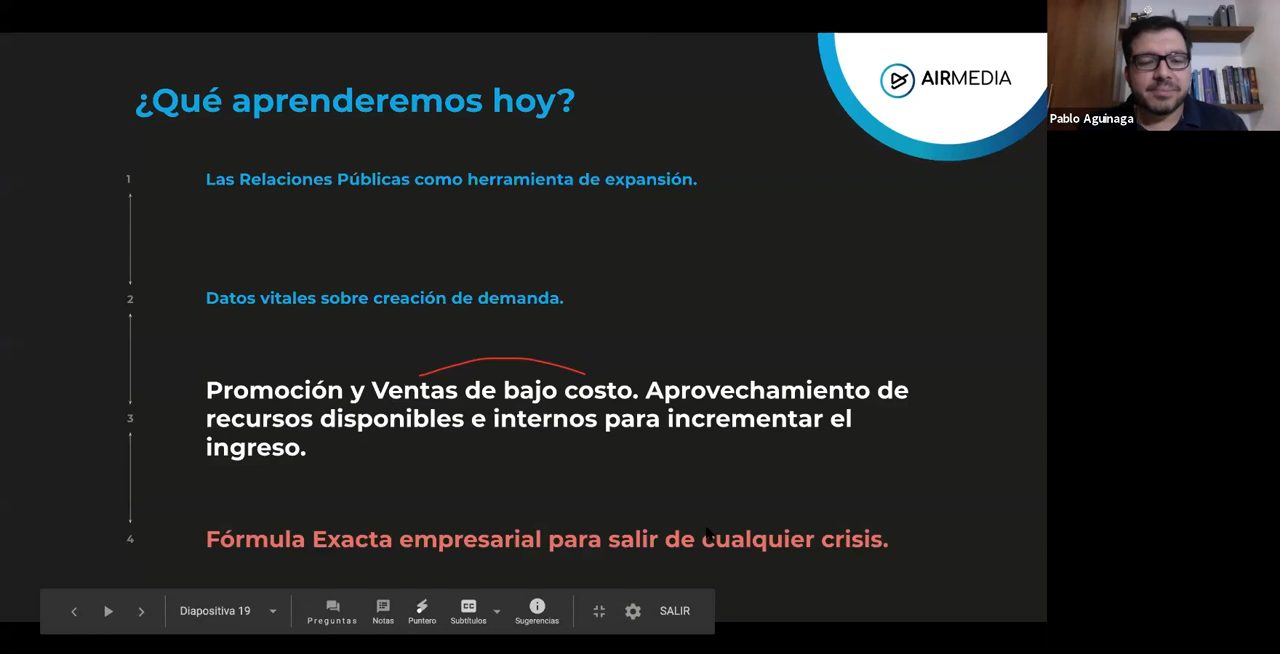 ¿Qué aprenderemos hoy?
AIRMEDIA
Pablo Aguinaga
1
Las Relaciones Públicas como herramienta de expansión.
2
Datos vitales sobre creación de demanda.
3
Promoción y Ventas de bajo costo. Aprovechamiento de
recursos disponibles e internos para incrementar el
ingreso.
4
Fórmula Exacta empresarial para salir de cualquier crisis.
Diapositiva 19
Preguntas
Notas
Puntero
CC
Subtítulos
Sugerencias
SALIR